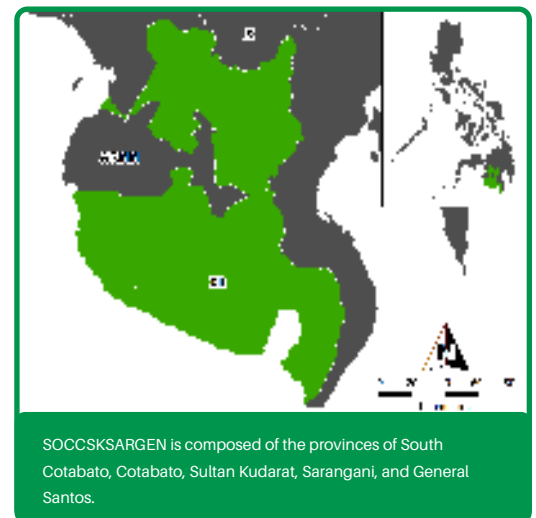 SOCCSKSARGEN is composed of the provinces of South
Cotabato, Cotabato, Sultan Kudarat, Sarangani, and General
Santos.